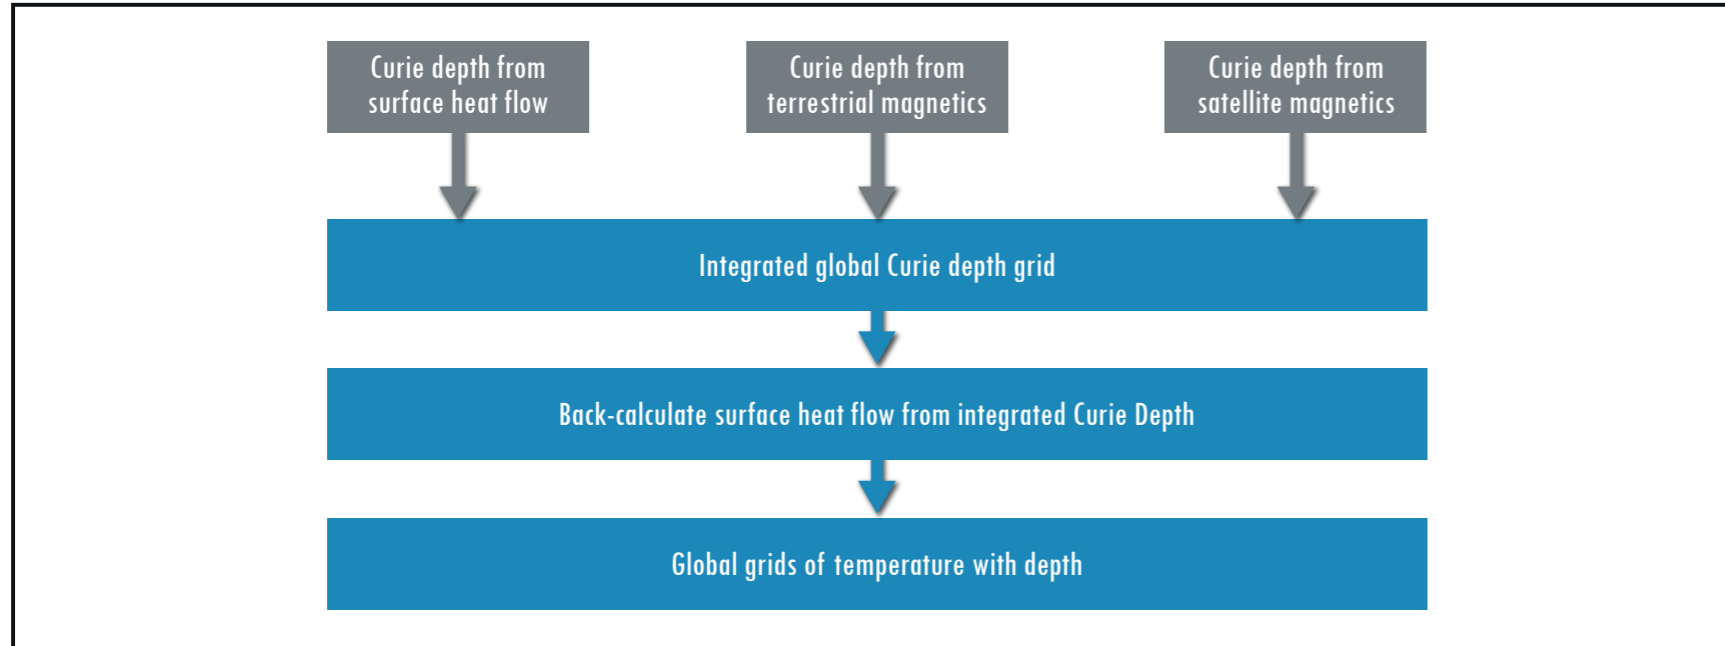 Curie depth from
surface heat flow
Curie depth from
terrestrial magnetics
Curie depth from
satellite magnetics
Integrated global Curie depth grid
Back-calculate surface heat flow from integrated Curie Depth
Global grids of temperature with depth